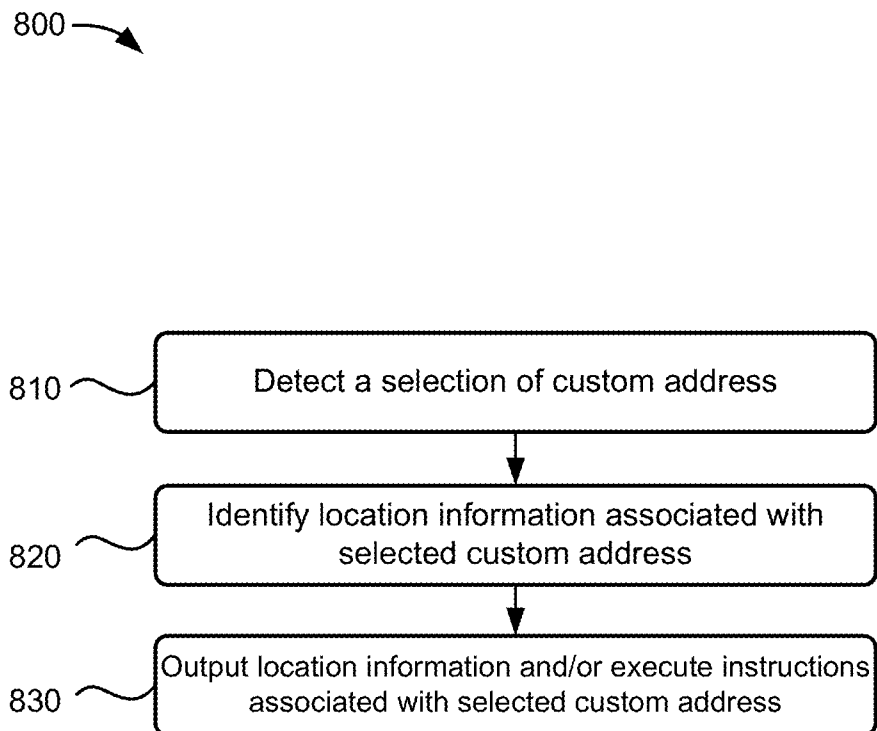 800
810
Detect a selection of custom address
820
Identify location information associated with
selected custom address
830
Output location information and/or execute instructions
associated with selected custom address